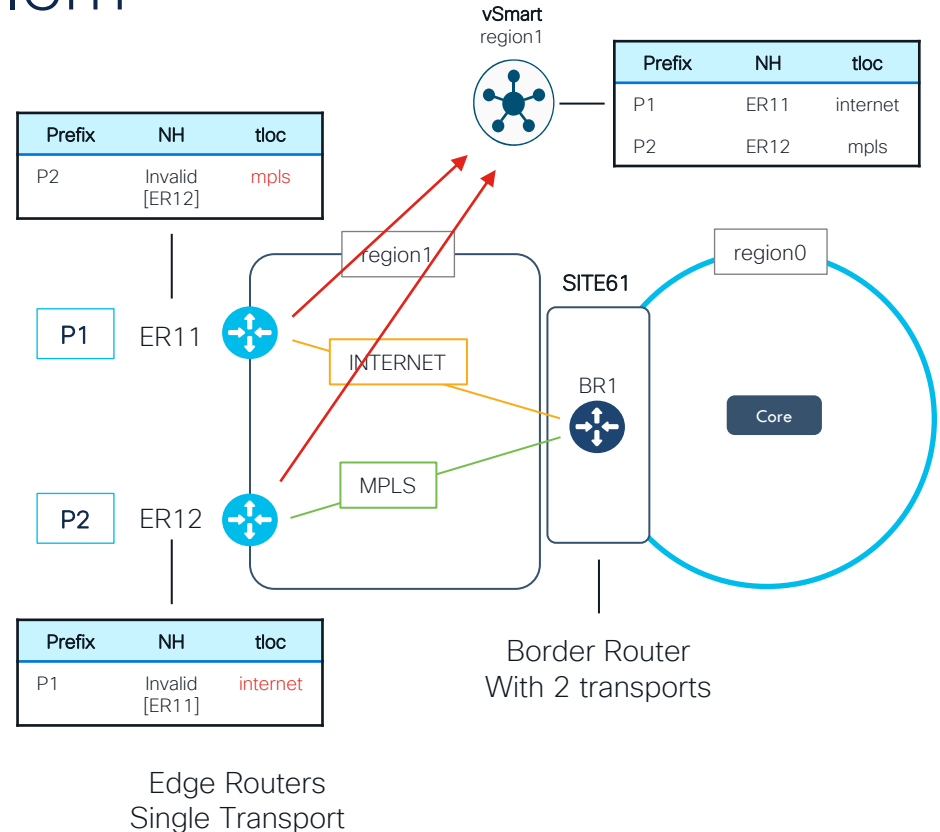 vSmart
region1
Prefix NH tloc
P1 ER11 internet
P2 ER12 mpls
Prefix NH tloc
P2 Invalid mpls
[ER12]
region1
region0
SITE61
P1 ER11
INTERNET
BR1
Core
MPLS
P2 ER12
Prefix NH tloc
P1 Invalid internet
[ER11]
Border Router
With 2 transports
Edge Routers
Single Transport